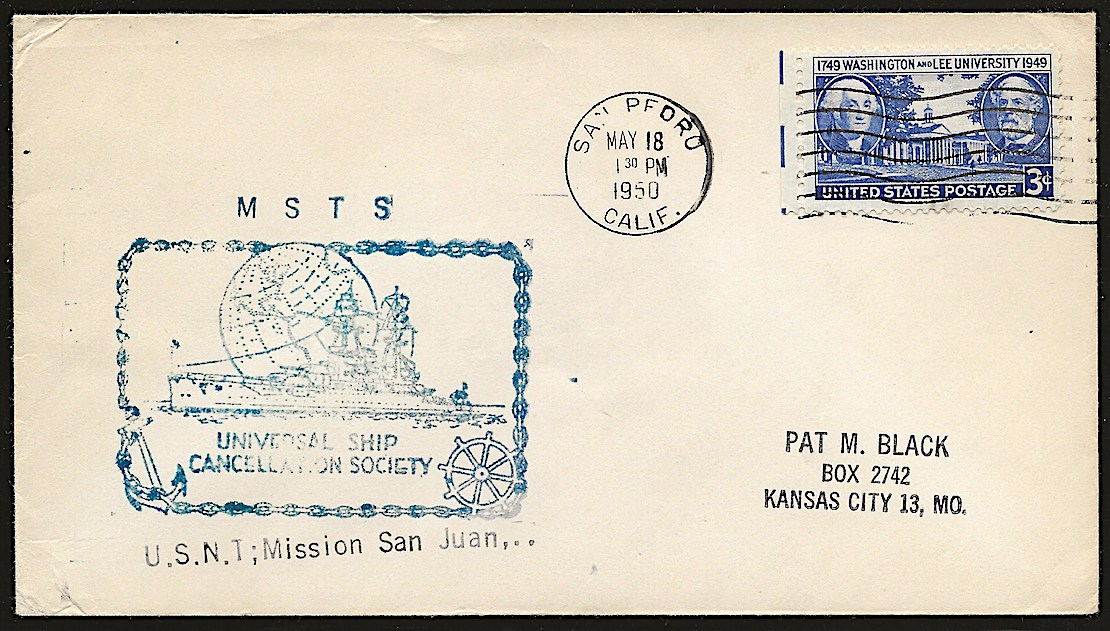 1749 WASHINGTON AND LEE UNIVERSITY 1949
3¢
UNITED STATES POSTAGE
SAN PEDRO
MAY 18
1 30 PM
1950
CALIF.
M S T S
UNIVERSAL SHIP
CANCELLATION SOCIETY
U.S.N.T;Mission San Juan,..
PAT M. BLACK
BOX 2742
KANSAS CITY 13, MO.